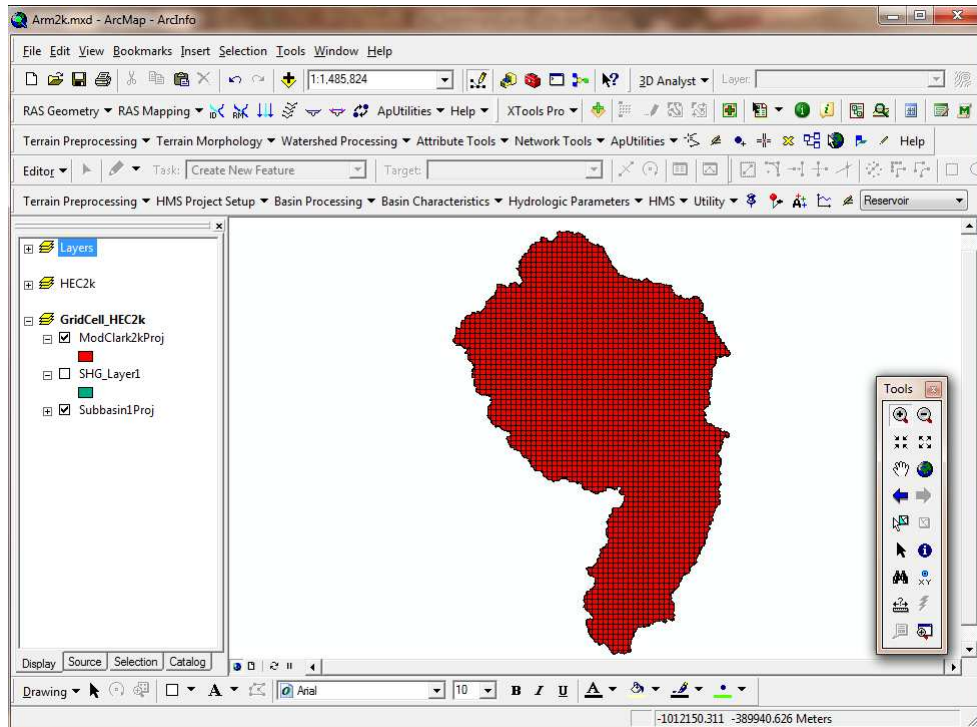 Arm2k.mxd - ArcMap - ArcInfo
File Edit View Bookmarks Insert Selection Tools Window Help
1:1,485,824 3D Analyst Layer:
RAS Geometry RAS Mapping ApUtilities Help XTools Pro
Terrain Preprocessing Terrain Morphology Watershed Processing Attribute Tools Network Tools ApUtilities Help
Editor Task: Create New Feature Target:
Terrain Preprocessing HMS Project Setup Basin Processing Basin Characteristics Hydrologic Parameters HMS Utility Reservoir
Layers
HEC2k
GridCell_HEC2k
ModClark2kProj
SHG_Layer1
Subbasin1Proj
Tools
Display Source Selection Catalog
Drawing A Arial 10 B I U A
-1012150.311 -389940.626 Meters